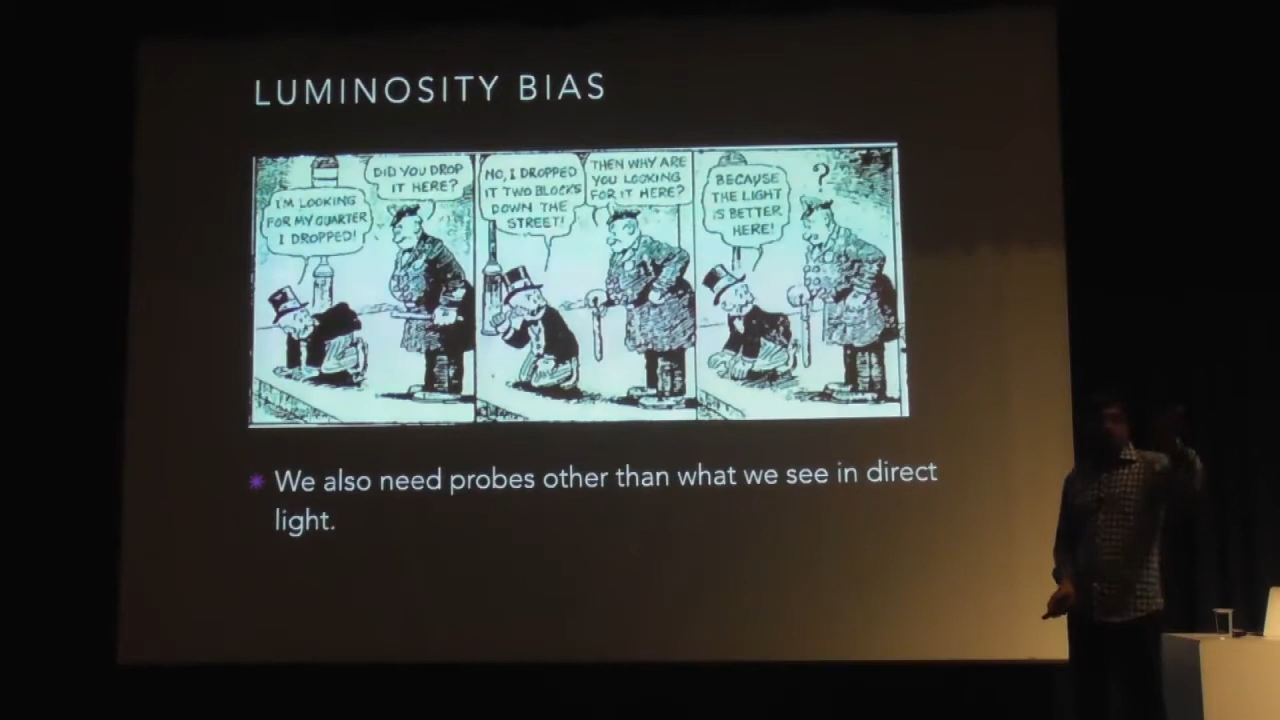 LUMINOSITY BIAS
I'M LOOKING
FOR MY QUARTER
I DROPPED!
DID YOU DROP
IT HERE?
NO, I DROPPED
IT TWO BLOCKS
DOWN THE
STREET!
THEN WHY ARE
YOU LOOKING
FOR IT HERE?
BECAUSE
THE LIGHT
IS BETTER
HERE!
?
We also need probes other than what we see in direct
light.